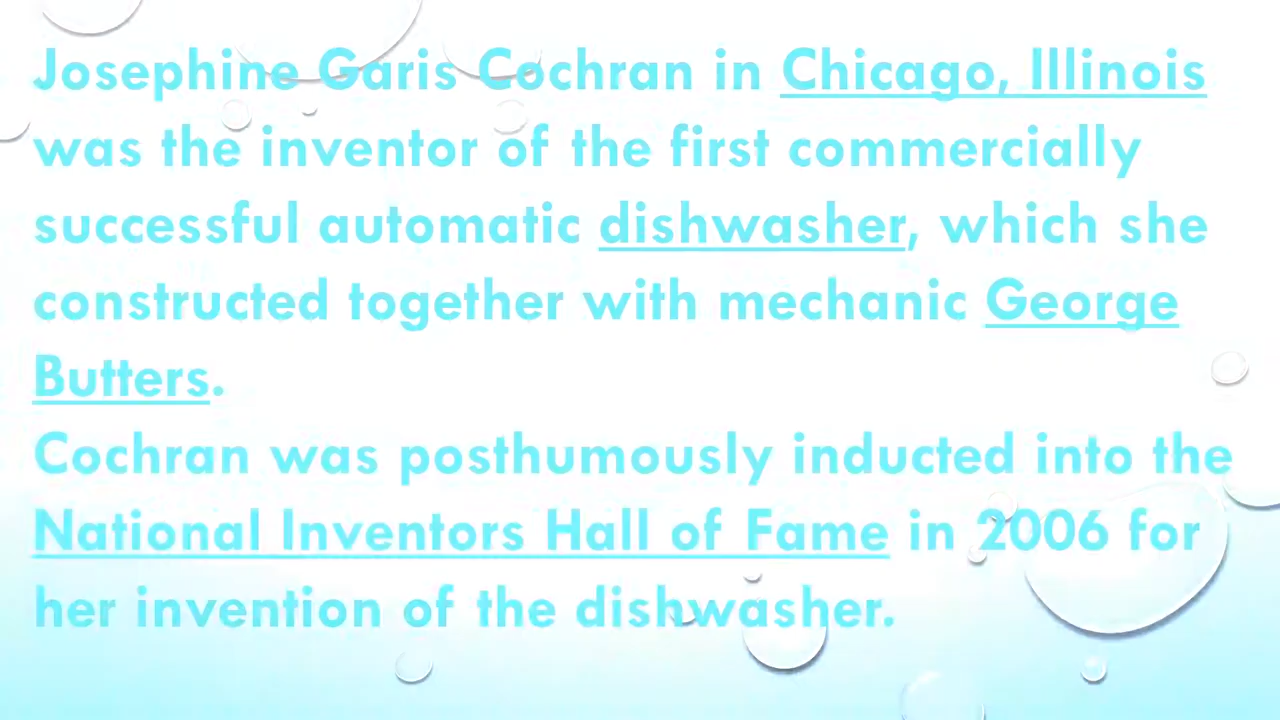 Josephine Garis Cochran in Chicago, Illinois
was the inventor of the first commercially
successful automatic dishwasher, which she
constructed together with mechanic George
Butters.
Cochran was posthumously inducted into the
National Inventors Hall of Fame in 2006 for
her invention of the dishwasher.